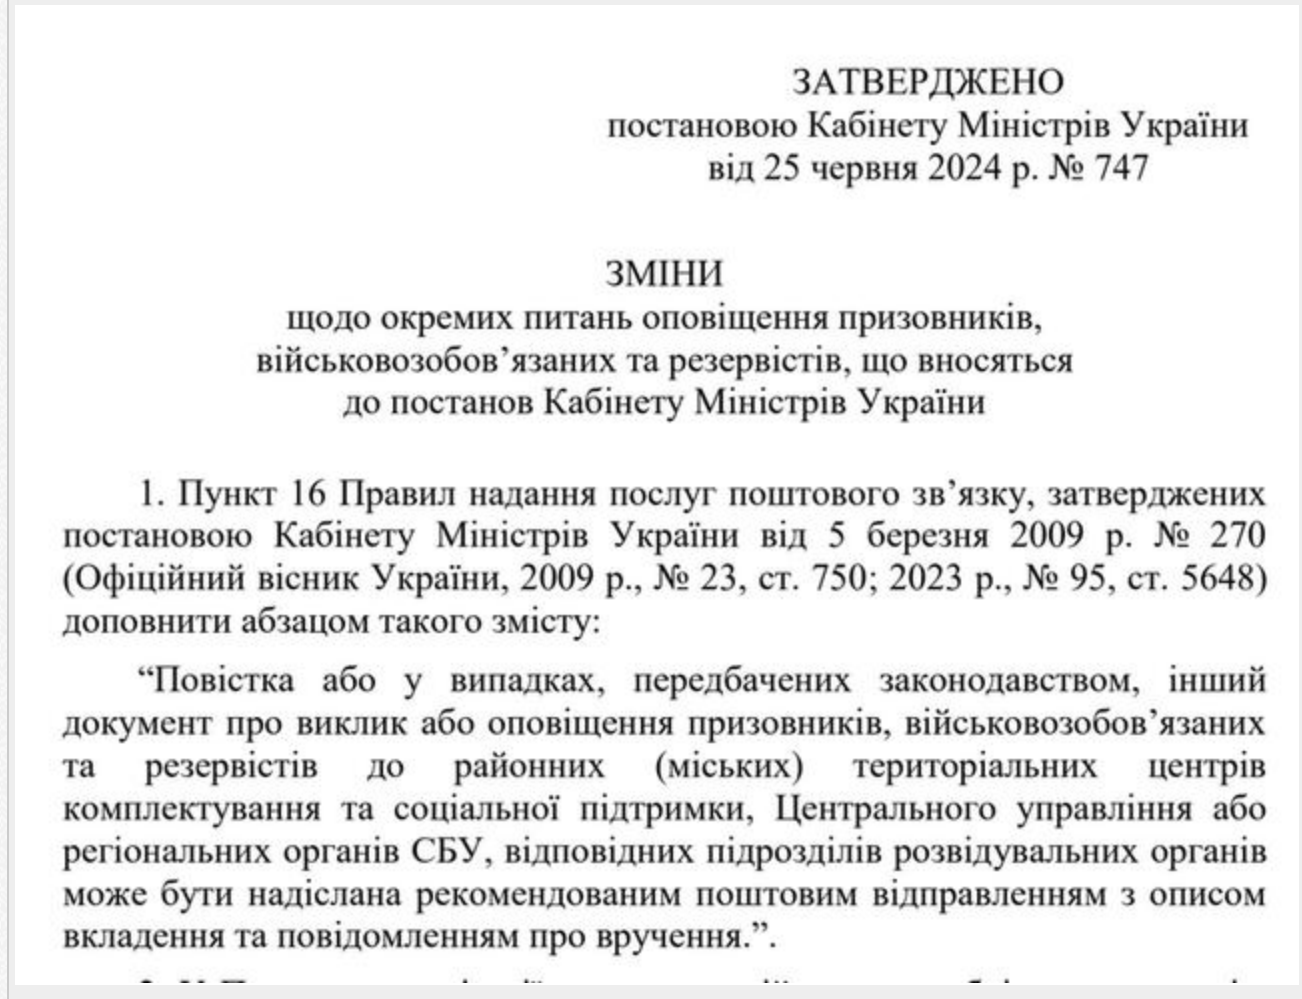 ЗАТВЕРДЖЕНО
постановою Кабінету Міністрів України
від 25 червня 2024 р. № 747
ЗМІНИ
щодо окремих питань оповіщення призовників,
військовозобов’язаних та резервістів, що вносяться
до постанов Кабінету Міністрів України
1. Пункт 16 Правил надання послуг поштового зв’язку, затверджених
постановою Кабінету Міністрів України від 5 березня 2009 р. № 270
(Офіційний вісник України, 2009 р., № 23, ст. 750; 2023 р., № 95, ст. 5648)
доповнити абзацом такого змісту:
“Повістка або у випадках, передбачених законодавством, інший
документ про виклик або оповіщення призовників, військовозобов’язаних
та резервістів до районних (міських) територіальних центрів
комплектування та соціальної підтримки, Центрального управління або
регіональних органів СБУ, відповідних підрозділів розвідувальних органів
може бути надіслана рекомендованим поштовим відправленням з описом
вкладення та повідомленням про вручення.”.